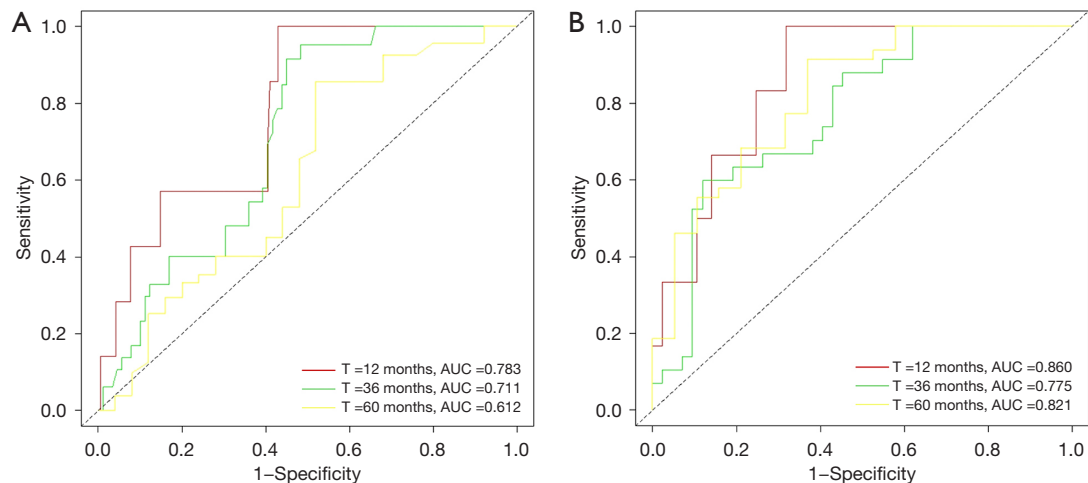 A
1.0
0.8
0.6
0.4
0.2
0.0
Sensitivity
T =12 months, AUC =0.783
T =36 months, AUC =0.711
T =60 months, AUC =0.612
0.0 0.2 0.4 0.6 0.8 1.0
1–Specificity
B
1.0
0.8
0.6
0.4
0.2
0.0
Sensitivity
T =12 months, AUC =0.860
T =36 months, AUC =0.775
T =60 months, AUC =0.821
0.0 0.2 0.4 0.6 0.8 1.0
1–Specificity